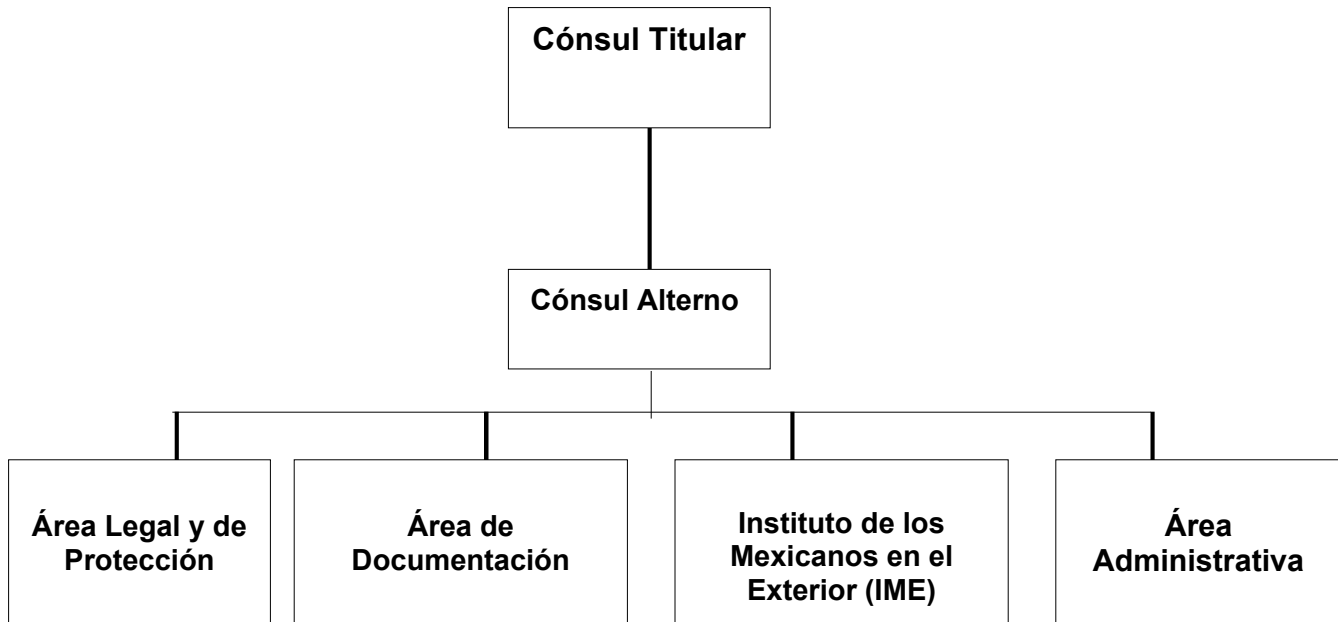 Cónsul Titular
Cónsul Alterno
Área Legal y de
Protección
Área de
Documentación
Instituto de los
Mexicanos en el
Exterior (IME)
Área
Administrativa